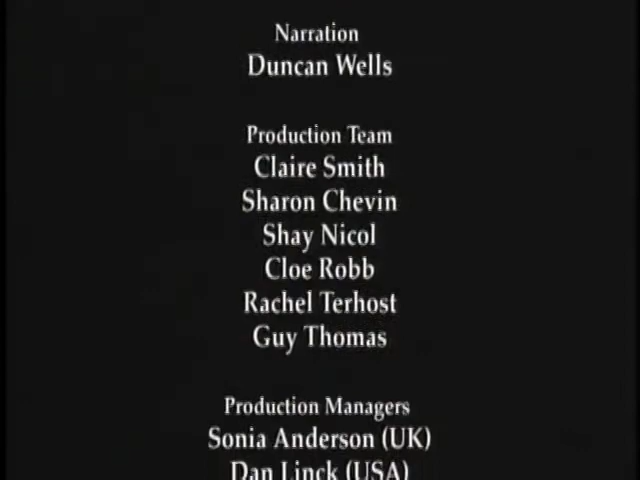 Narration
Duncan Wells
Production Team
Claire Smith
Sharon Chevin
Shay Nicol
Cloe Robb
Rachel Terhost
Guy Thomas
Production Managers
Sonia Anderson (UK)
Dan Linck (USA)